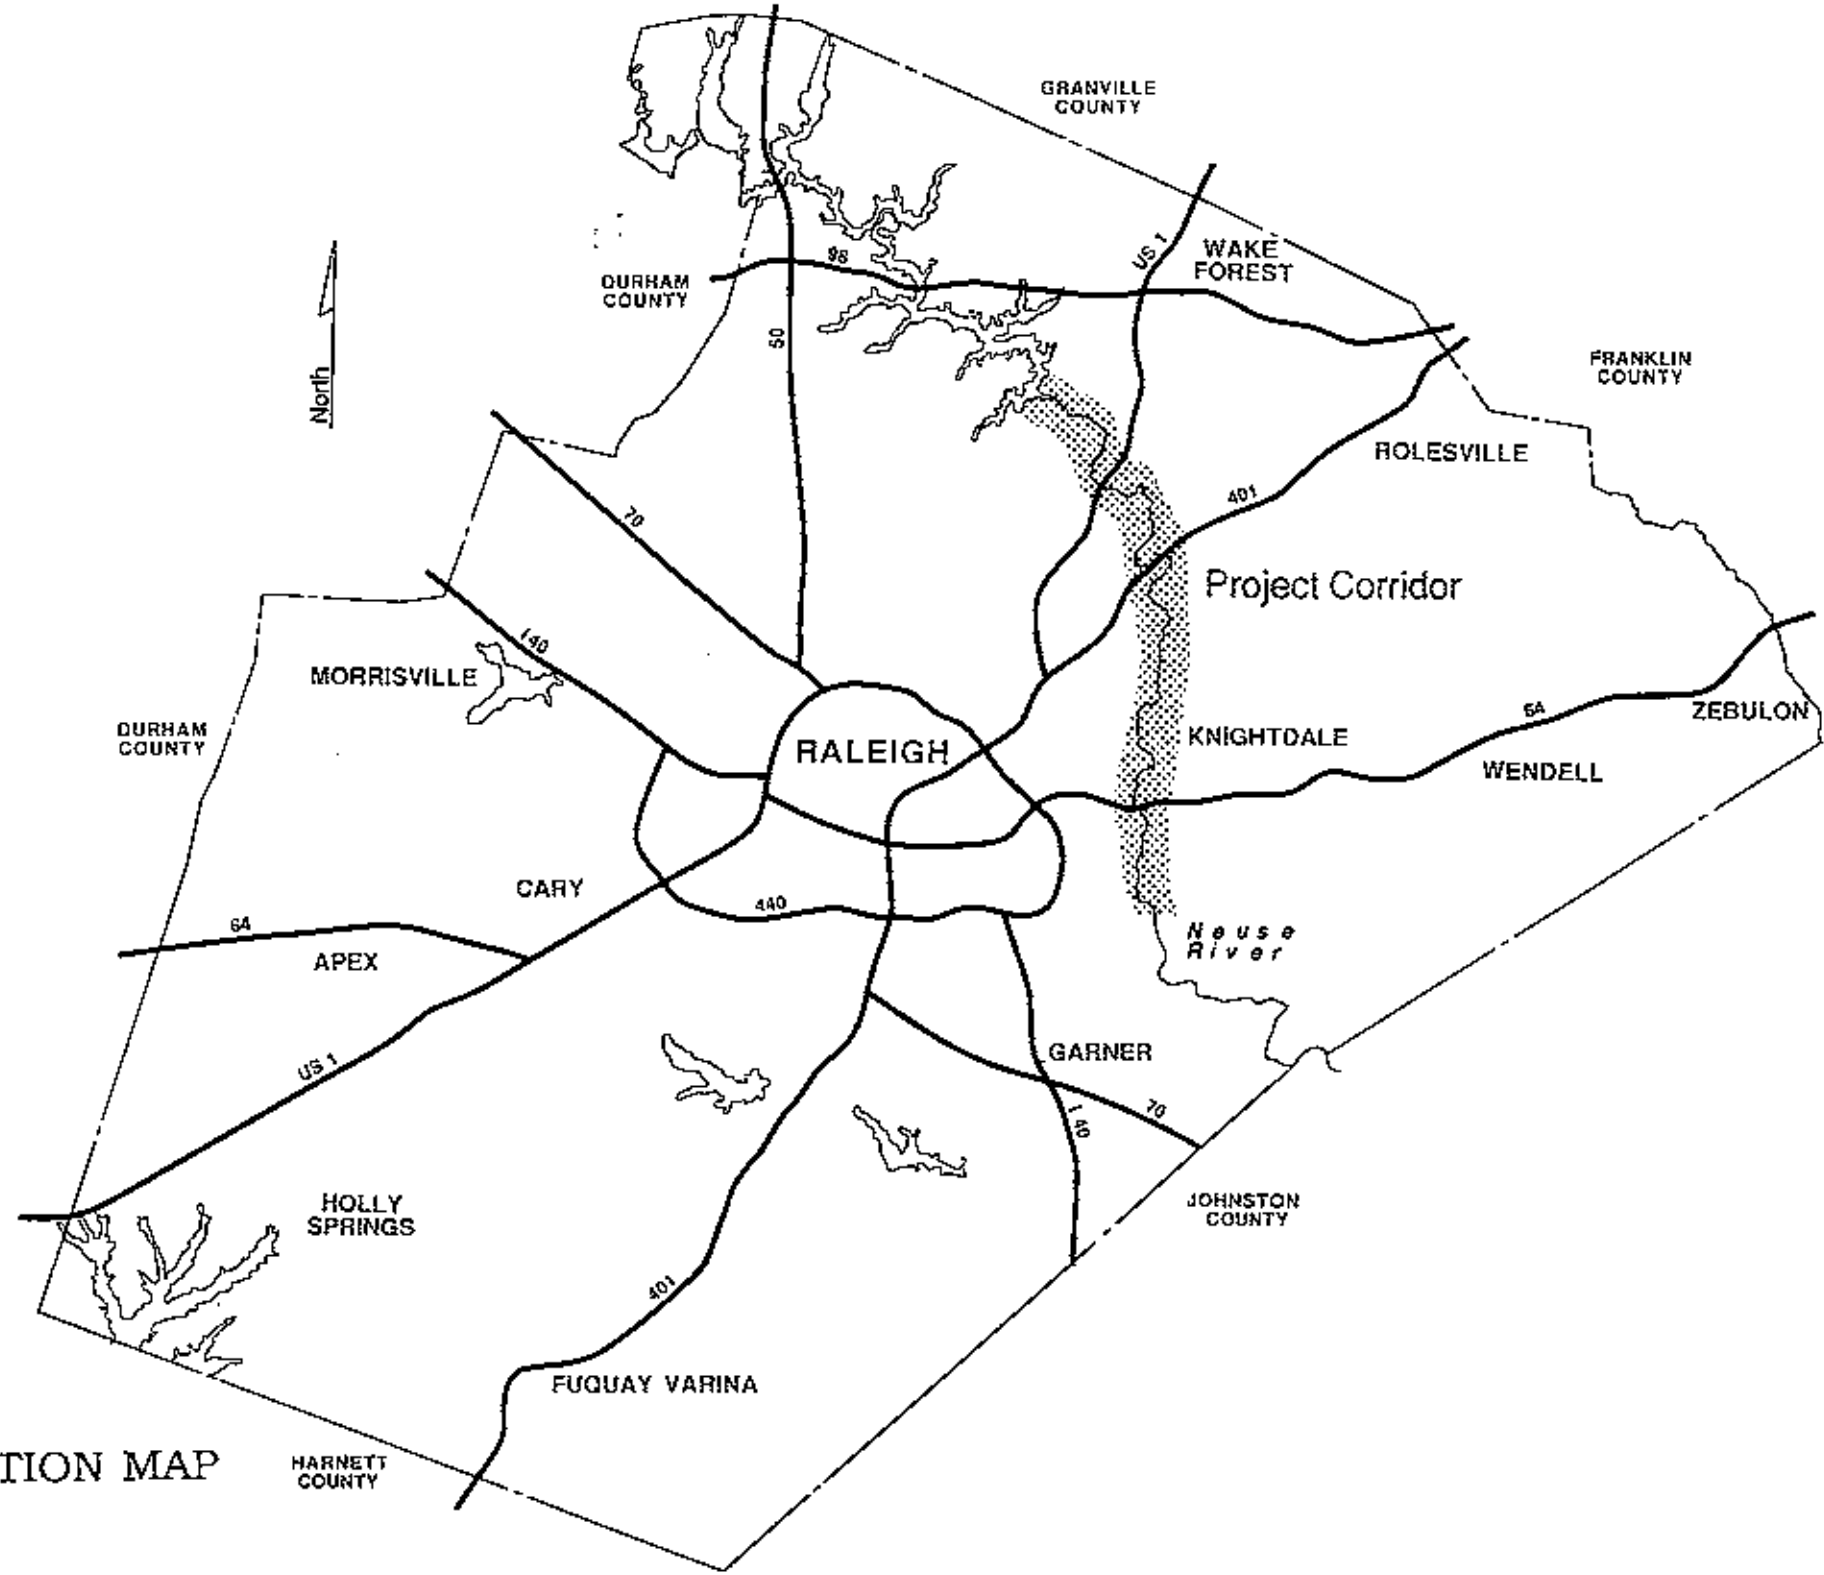 GRANVILLE
COUNTY
US 1
WAKE
FOREST
98
DURHAM
COUNTY
50
North
FRANKLIN
COUNTY
ROLESVILLE
401
70
Project Corridor
I 40
MORRISVILLE
DURHAM
COUNTY
RALEIGH
KNIGHTDALE
64
ZEBULON
WENDELL
CARY
440
64
APEX
Neuse
River
US 1
GARNER
70
I 40
HOLLY
SPRINGS
JOHNSTON
COUNTY
401
FUQUAY VARINA
TION MAP
HARNETT
COUNTY